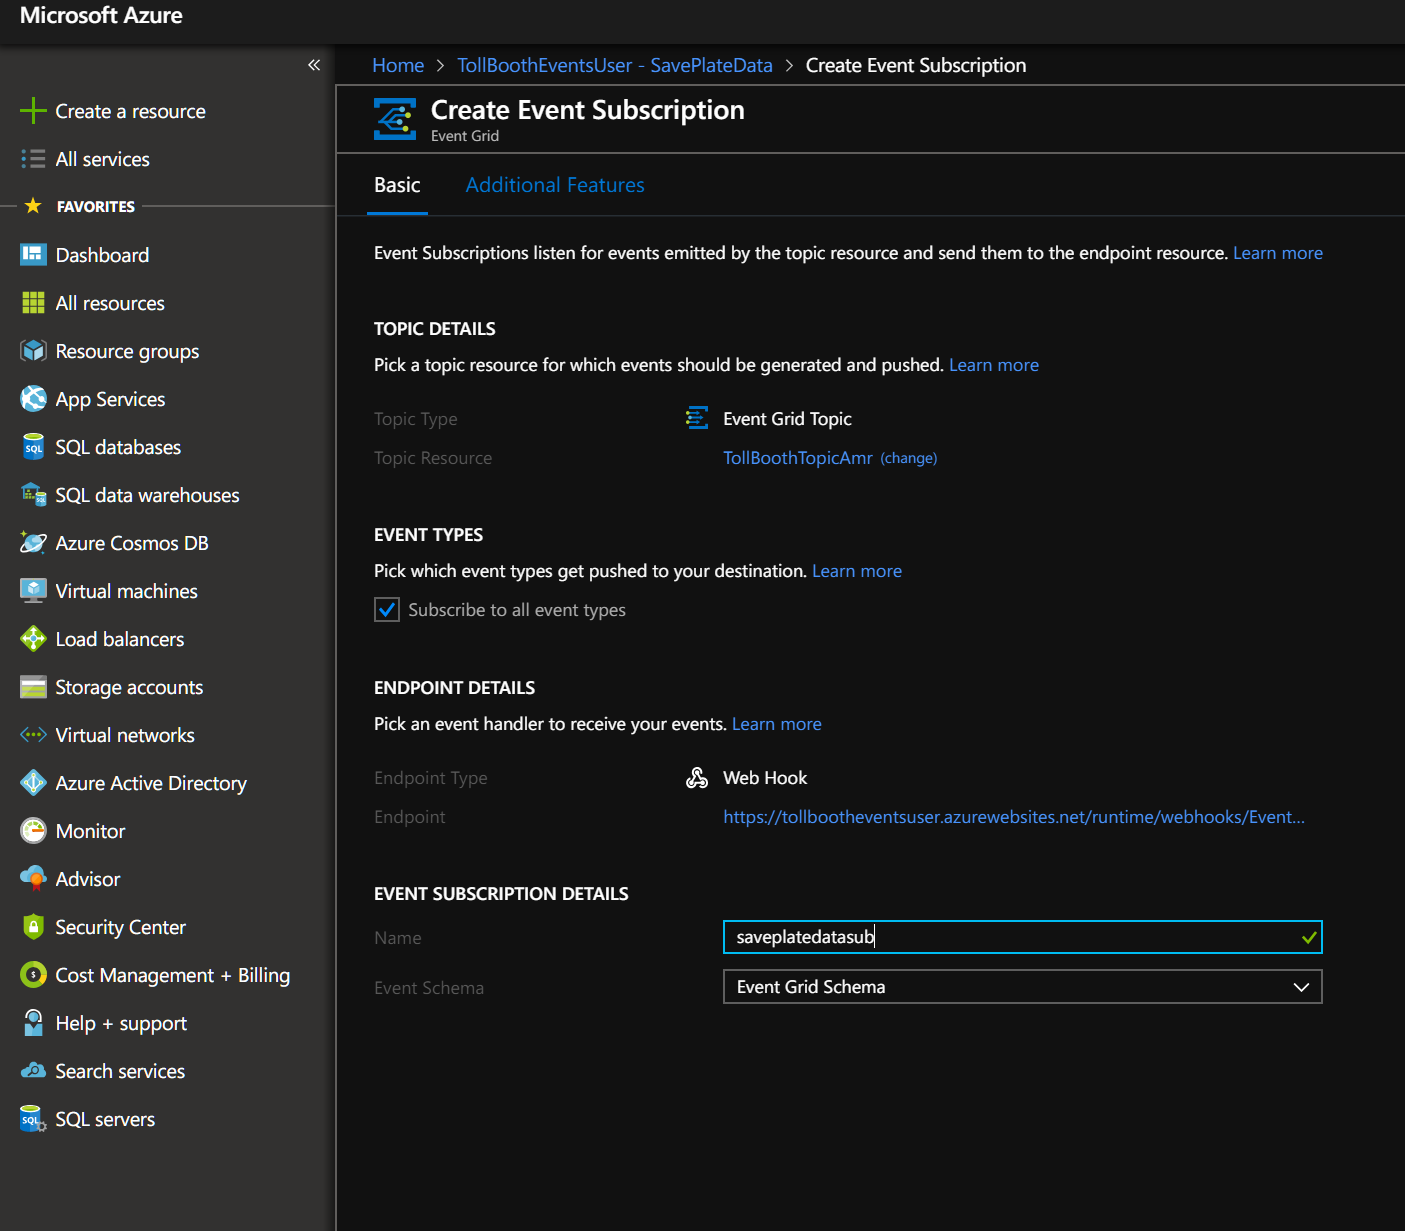 Microsoft Azure
«
Home > TollBoothEventsUser - SavePlateData > Create Event Subscription
Create a resource
All services
FAVORITES
Dashboard
All resources
Resource groups
App Services
SQL databases
SQL data warehouses
Azure Cosmos DB
Virtual machines
Load balancers
Storage accounts
Virtual networks
Azure Active Directory
Monitor
Advisor
Security Center
Cost Management + Billing
Help + support
Search services
SQL servers
Create Event Subscription
Event Grid
Basic Additional Features
Event Subscriptions listen for events emitted by the topic resource and send them to the endpoint resource. Learn more
TOPIC DETAILS
Pick a topic resource for which events should be generated and pushed. Learn more
Topic Type Event Grid Topic
Topic Resource TollBoothTopicAmr (change)
EVENT TYPES
Pick which event types get pushed to your destination. Learn more
Subscribe to all event types
ENDPOINT DETAILS
Pick an event handler to receive your events. Learn more
Endpoint Type Web Hook
Endpoint https://tollbootheventsuser.azurewebsites.net/runtime/webhooks/Event...
EVENT SUBSCRIPTION DETAILS
Name saveplatedatasub
Event Schema Event Grid Schema